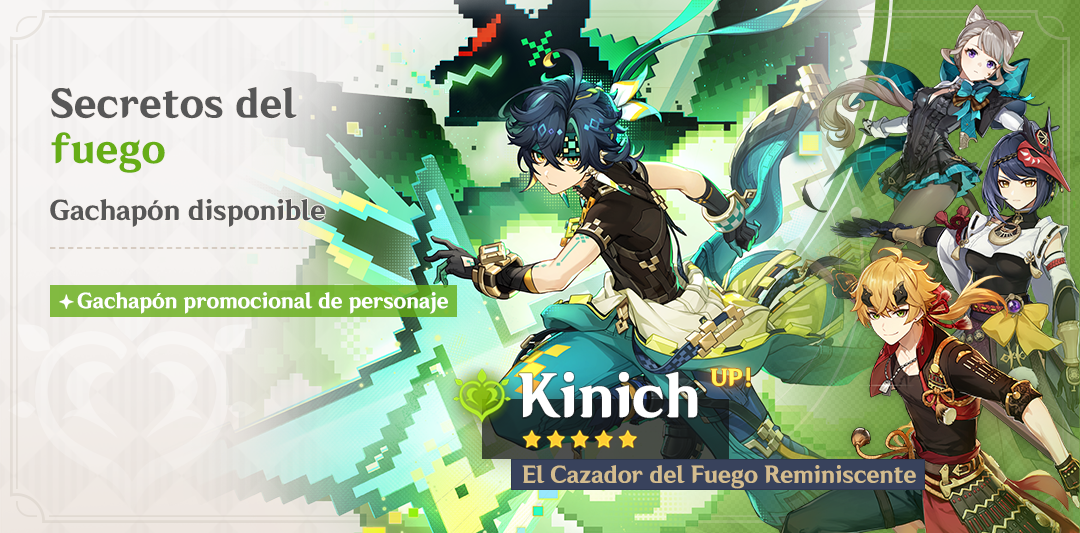 Secretos del
fuego
Gachapón disponible
Gachapón promocional de personaje
Kinich UP!
El Cazador del Fuego Reminiscente